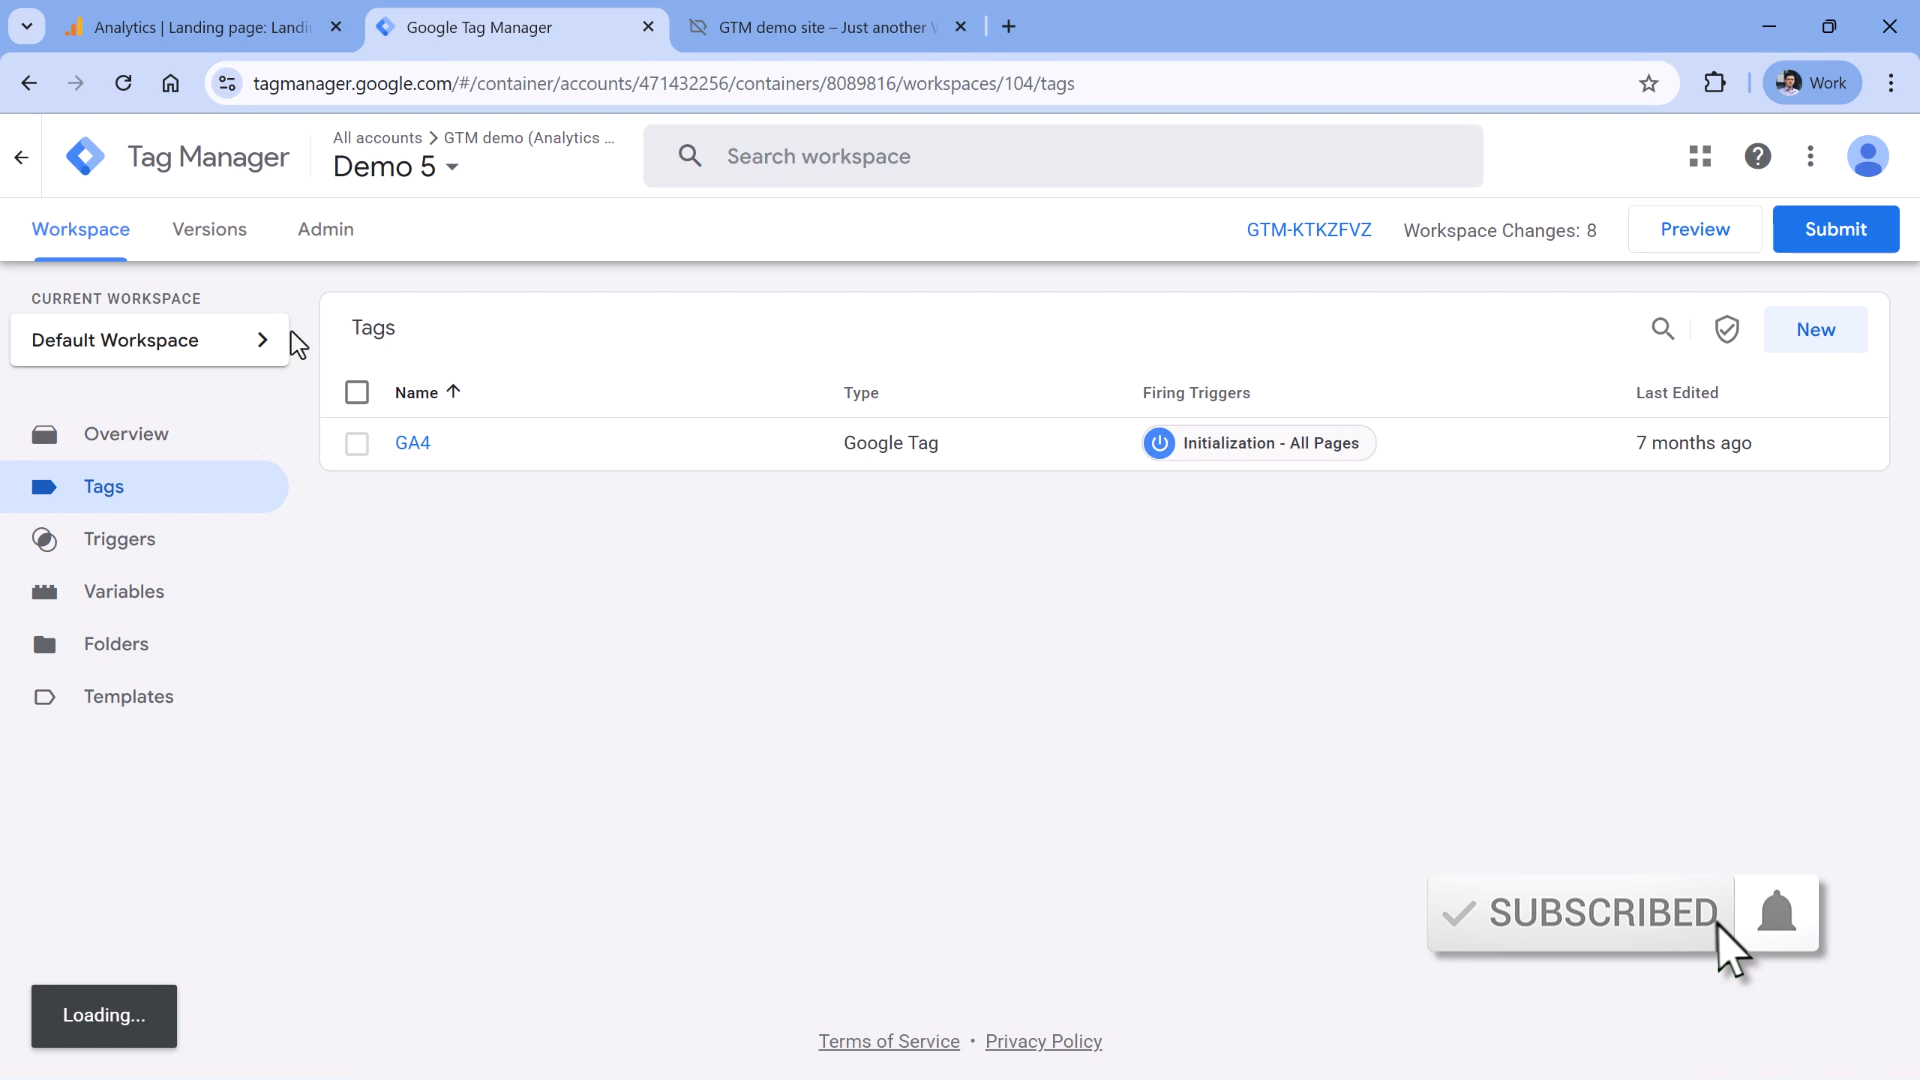 Analytics | Landing page: Landi
Google Tag Manager
GTM demo site – Just another W
tagmanager.google.com/#/container/accounts/471432256/containers/8089816/workspaces/104/tags
Work
Tag Manager
All accounts > GTM demo (Analytics ...
Demo 5
Search workspace
Workspace
Versions
Admin
GTM-KTKZFVZ
Workspace Changes: 8
Preview
Submit
CURRENT WORKSPACE
Default Workspace
Overview
Tags
Triggers
Variables
Folders
Templates
Tags
New
Name
Type
Firing Triggers
Last Edited
GA4
Google Tag
Initialization - All Pages
7 months ago
SUBSCRIBED
Loading...
Terms of Service • Privacy Policy